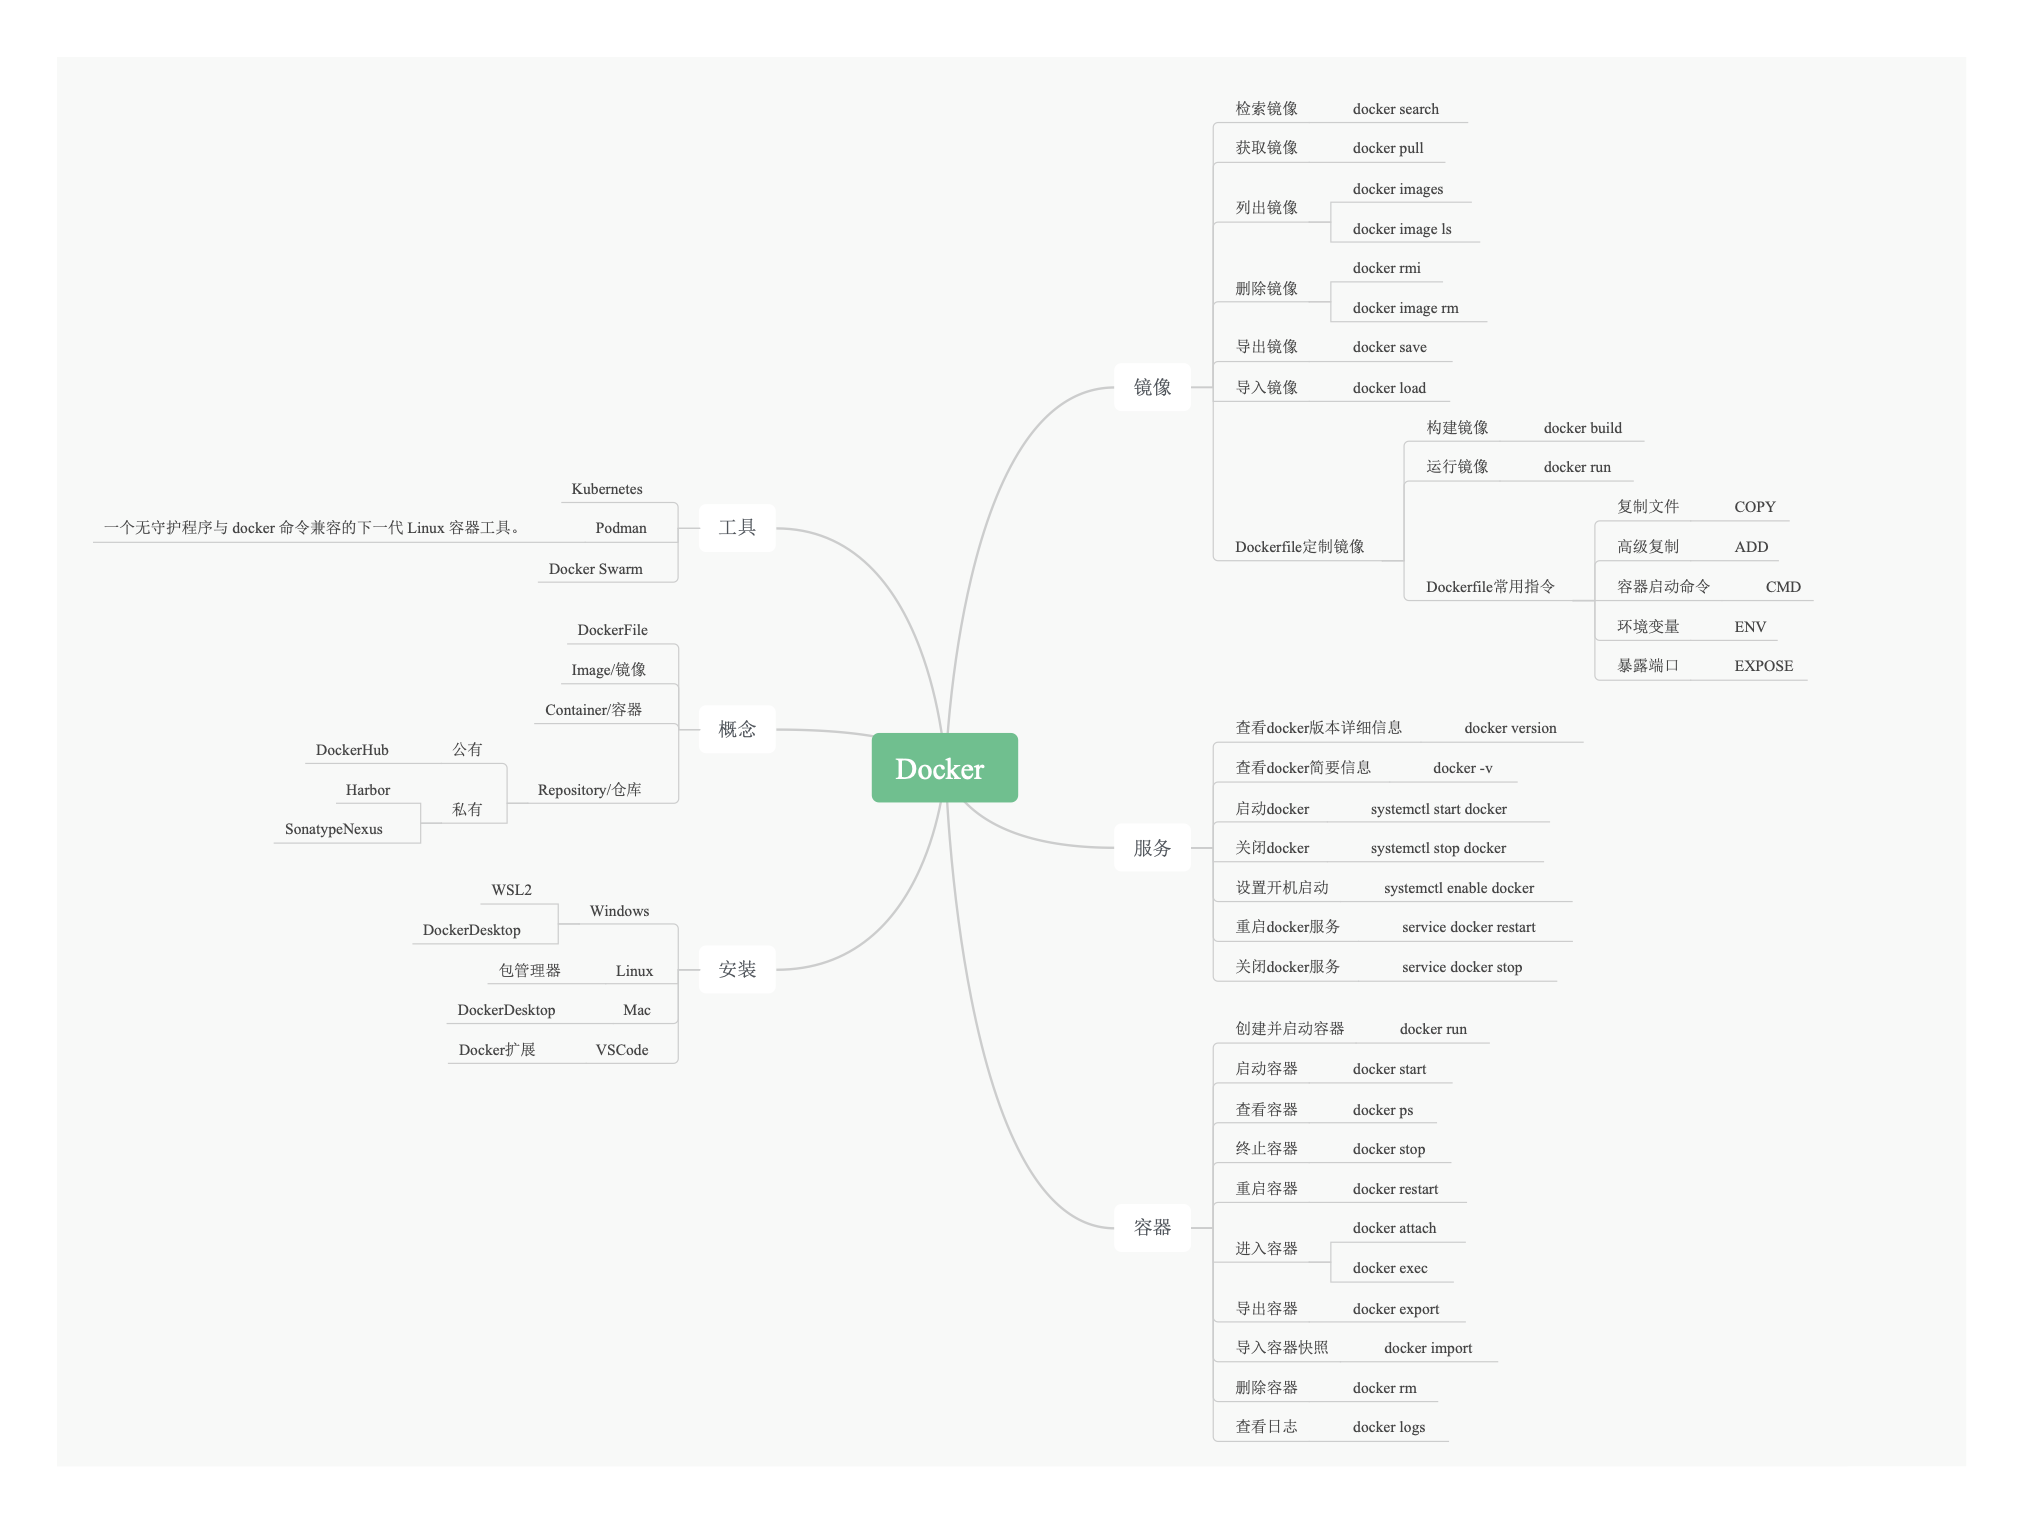 Docker
镜像
检索镜像 docker search
获取镜像 docker pull
列出镜像
docker images
docker image ls
删除镜像
docker rmi
docker image rm
导出镜像 docker save
导入镜像 docker load
Dockerfile定制镜像
构建镜像 docker build
运行镜像 docker run
Dockerfile常用指令
复制文件 COPY
高级复制 ADD
容器启动命令 CMD
环境变量 ENV
暴露端口 EXPOSE
服务
查看docker版本详细信息 docker version
查看docker简要信息 docker -v
启动docker systemctl start docker
关闭docker systemctl stop docker
设置开机启动 systemctl enable docker
重启docker服务 service docker restart
关闭docker服务 service docker stop
容器
创建并启动容器 docker run
启动容器 docker start
查看容器 docker ps
终止容器 docker stop
重启容器 docker restart
进入容器
docker attach
docker exec
导出容器 docker export
导入容器快照 docker import
删除容器 docker rm
查看日志 docker logs
工具
Kubernetes
一个无守护程序与 docker 命令兼容的下一代 Linux 容器工具。 Podman
Docker Swarm
概念
DockerFile
Image/镜像
Container/容器
Repository/仓库
DockerHub 公有
私有
Harbor
SonatypeNexus
安装
Windows
WSL2
DockerDesktop
包管理器 Linux
DockerDesktop Mac
Docker扩展 VSCode